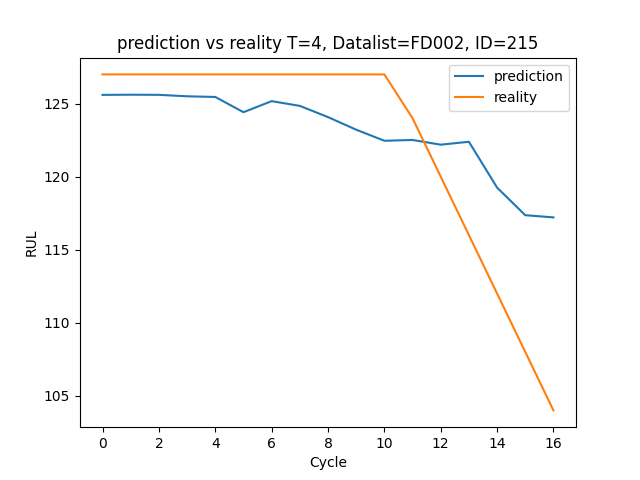 prediction vs reality T=4, Datalist=FD002, ID=215
prediction
reality
RUL
125
120
115
110
105
0 2 4 6 8 10 12 14 16
Cycle